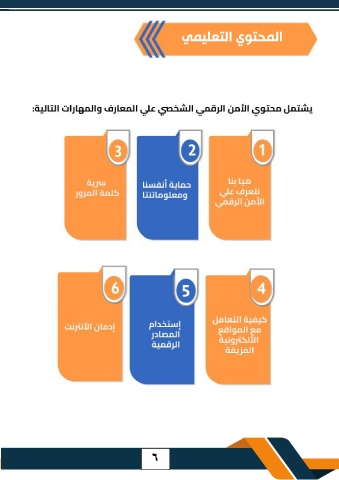 المحتوي التعليمي
يشتمل محتوي الأمن الرقمي الشخصي علي المعارف والمهارات التالية:
1
هيا بنا
نتعرف علي
الأمن الرقمي
2
حماية أنفسنا
ومعلوماتنتا
3
سرية
كلمة المرور
4
كيفية التعامل
مع المواقع
الألكترونية
المزيفة
5
إستخدام
المصادر
الرقمية
6
إدمان الأنترنت
٦